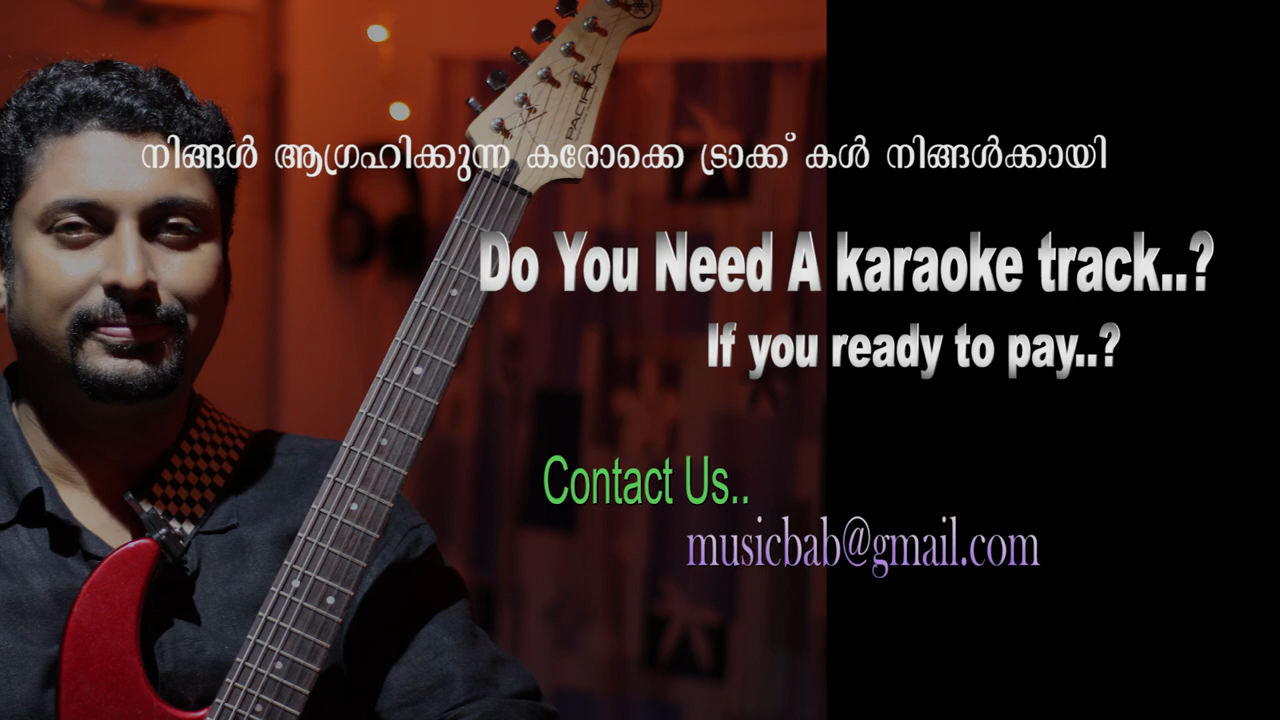 നിങ്ങൾ ആഗ്രഹിക്കുന്ന കരോക്കെ ട്രാക്ക് കൾ നിങ്ങൾക്കായി
Do You Need A karaoke track..?
If you ready to pay..?
Contact Us..
musicbab@gmail.com
PACIFICA